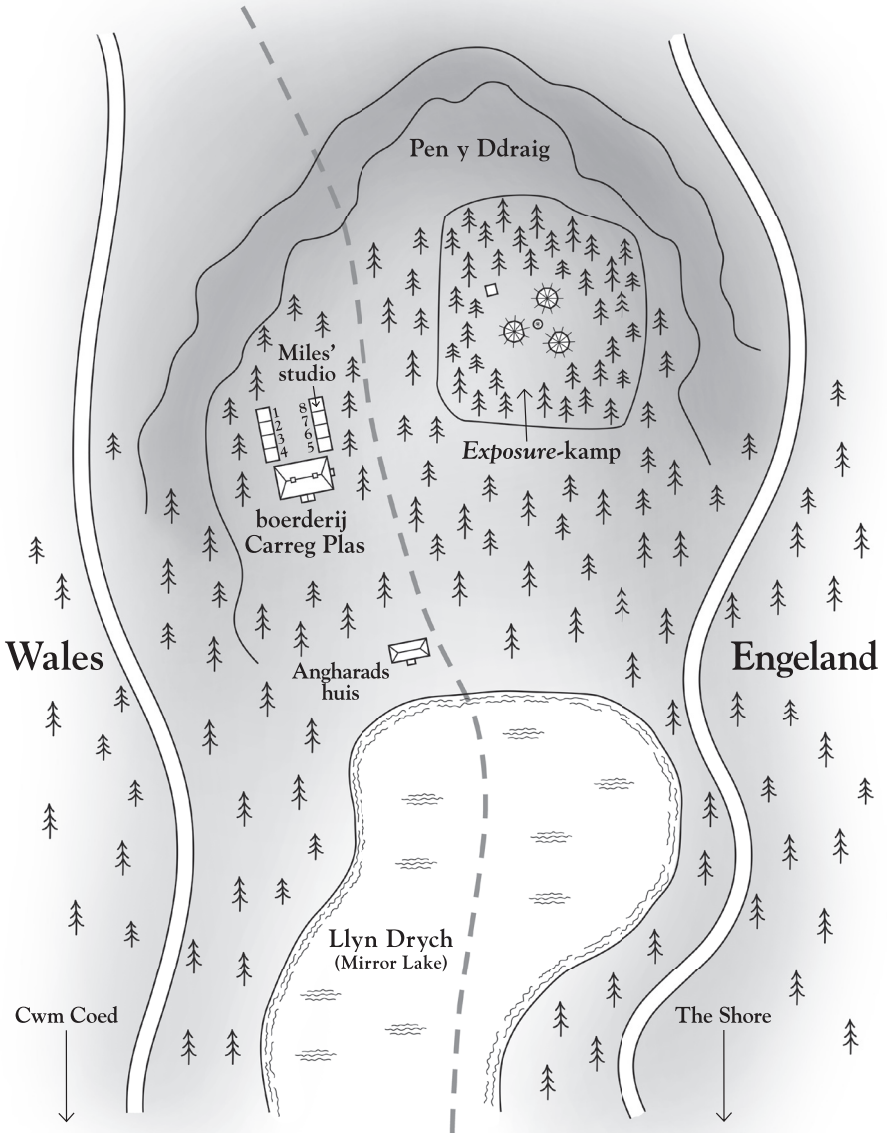 Pen y Ddraig
Miles'
studio
1
2
3
4
8
7
6
5
Exposure-kamp
boerderij
Carreg Plas
Wales
Engeland
Angharads
huis
Llyn Drych
(Mirror Lake)
Cwm Coed
The Shore